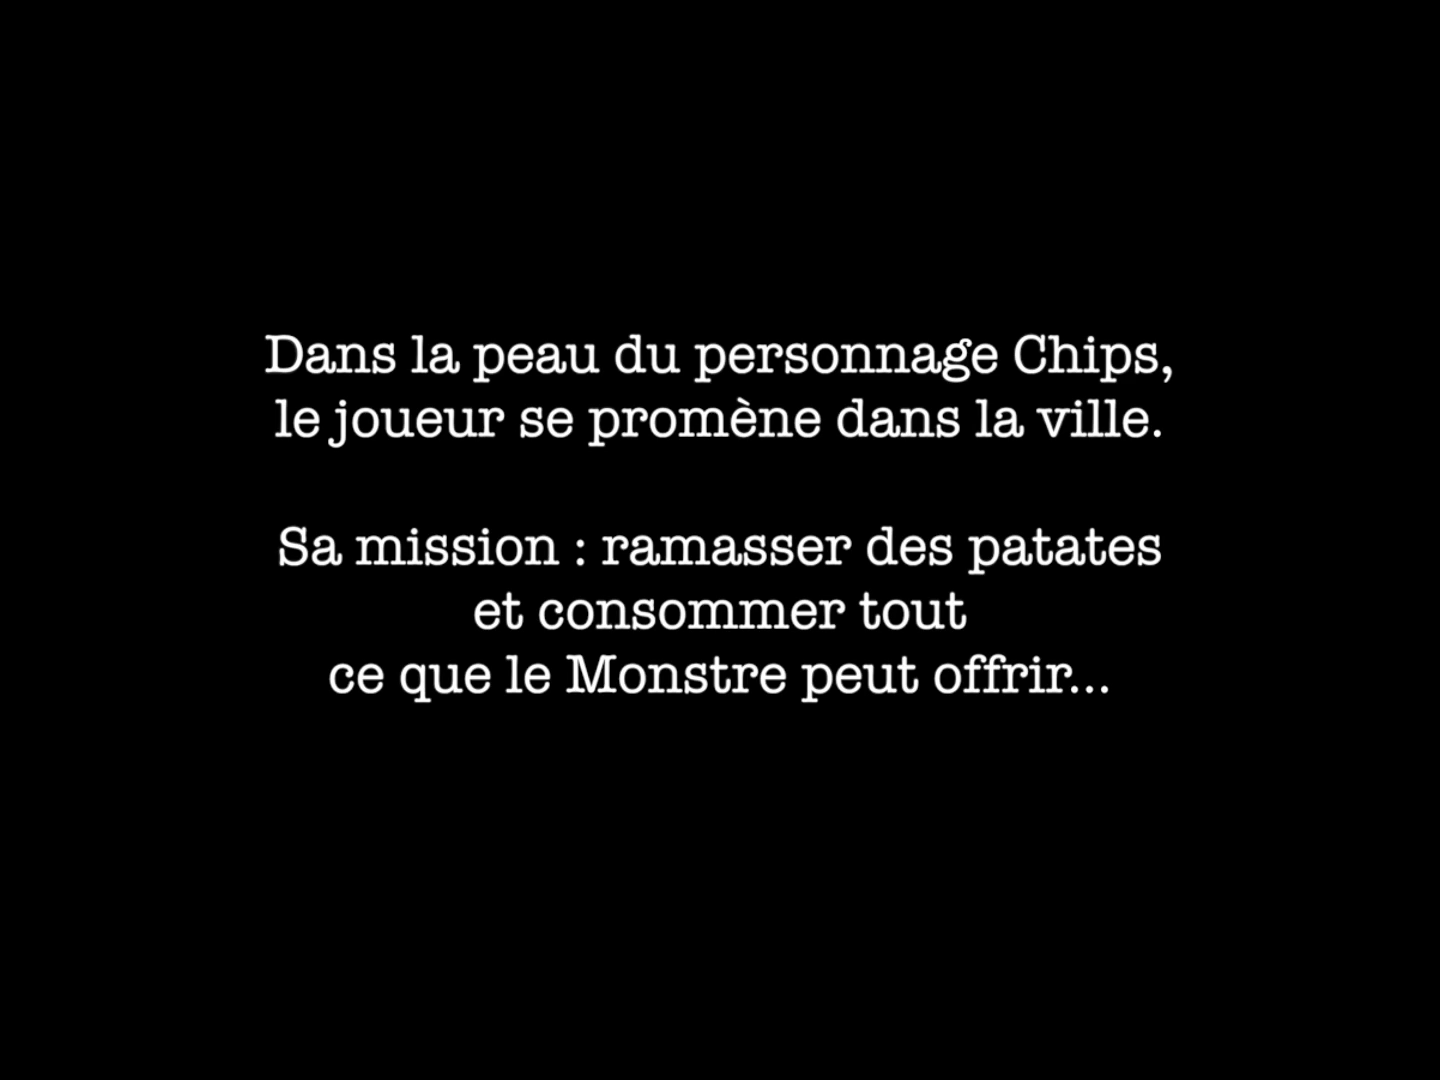 Dans la peau du personnage Chips,
le joueur se promène dans la ville.
Sa mission : ramasser des patates
et consommer tout
ce que le Monstre peut offrir...